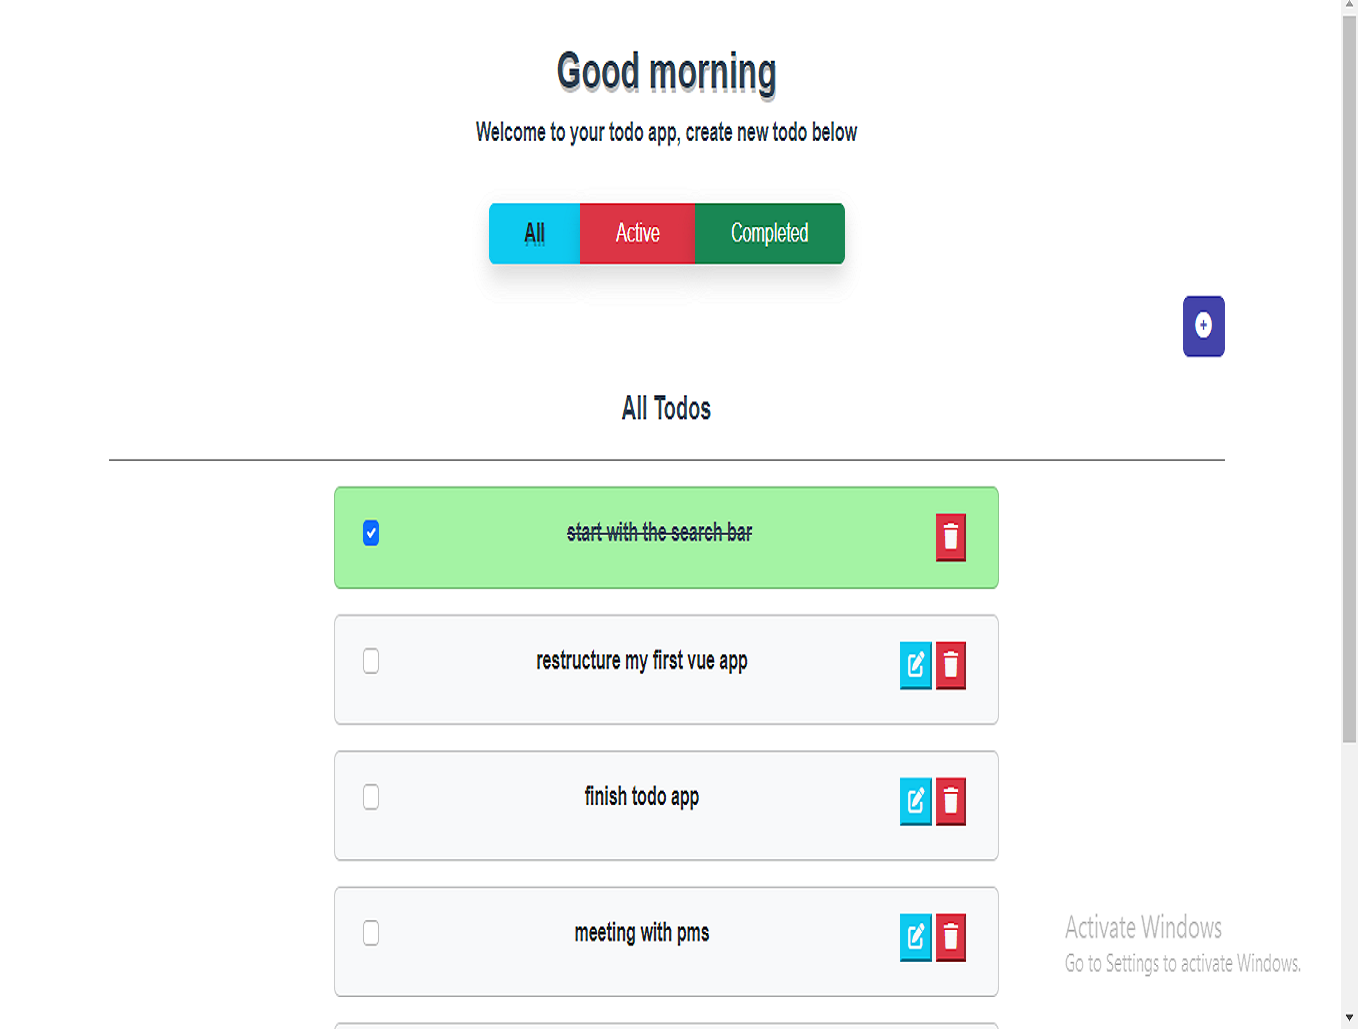 Good morning
Welcome to your todo app, create new todo below
All
Active
Completed
All Todos
start with the search bar
restructure my first vue app
finish todo app
meeting with pms
Activate Windows
Go to Settings to activate Windows.